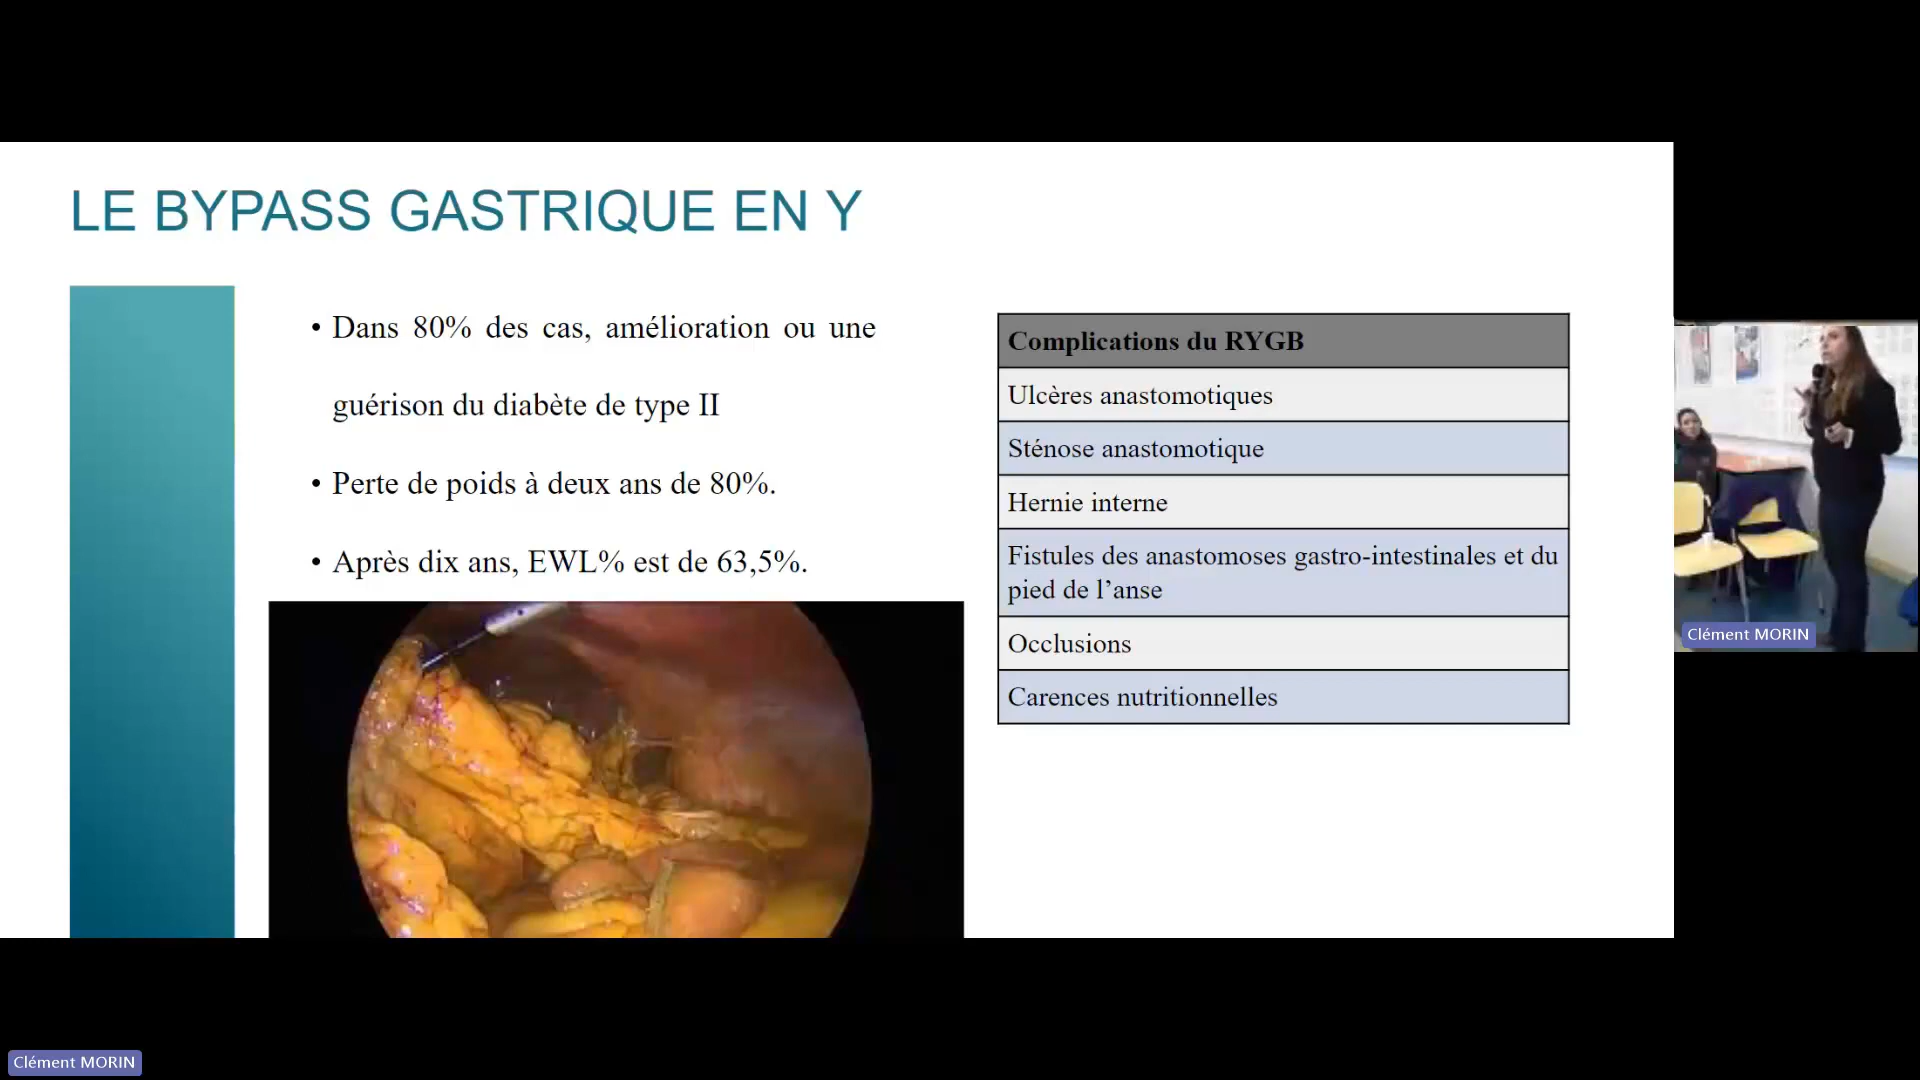 LE BYPASS GASTRIQUE EN Y
• Dans 80% des cas, amélioration ou une
guérison du diabète de type II
• Perte de poids à deux ans de 80%.
• Après dix ans, EWL% est de 63,5%.
Complications du RYGB
Ulcères anastomotiques
Sténose anastomotique
Hernie interne
Fistules des anastomoses gastro-intestinales et du
pied de l’anse
Occlusions
Carences nutritionnelles
Clément MORIN
Clément MORIN